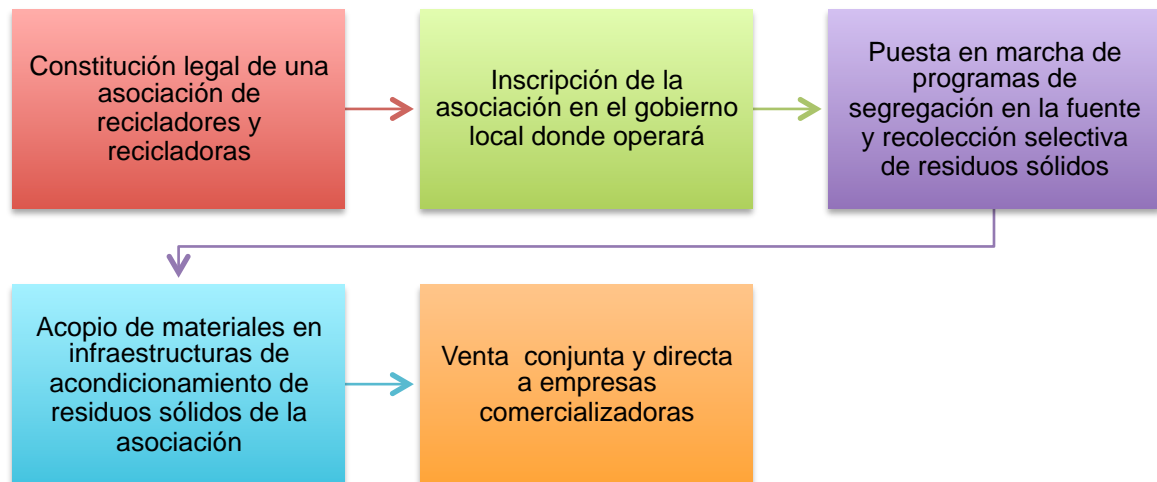 Constitución legal de una
asociación de
recicladores y
recicladoras
Inscripción de la
asociación en el gobierno
local donde operará
Puesta en marcha de
programas de
segregación en la fuente
y recolección selectiva
de residuos sólidos
Acopio de materiales en
infraestructuras de
acondicionamiento de
residuos sólidos de la
asociación
Venta  conjunta y directa
a empresas
comercializadoras